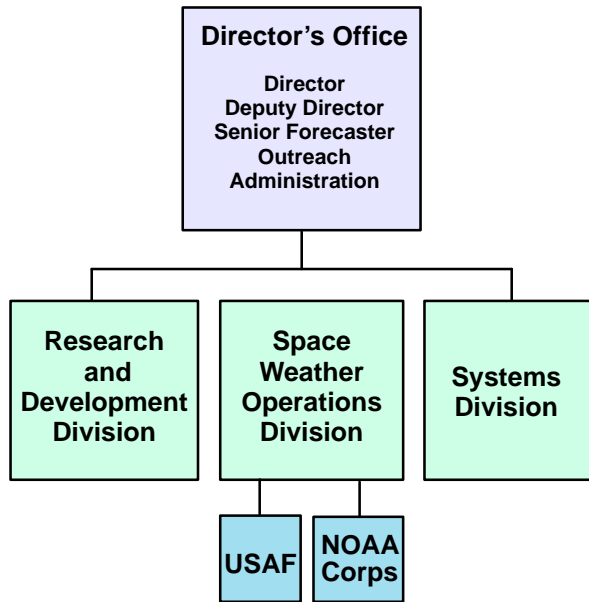 Director’s Office
Director
Deputy Director
Senior Forecaster
Outreach
Administration
Research
and
Development
Division
Space
Weather
Operations
Division
Systems
Division
USAF
NOAA
Corps